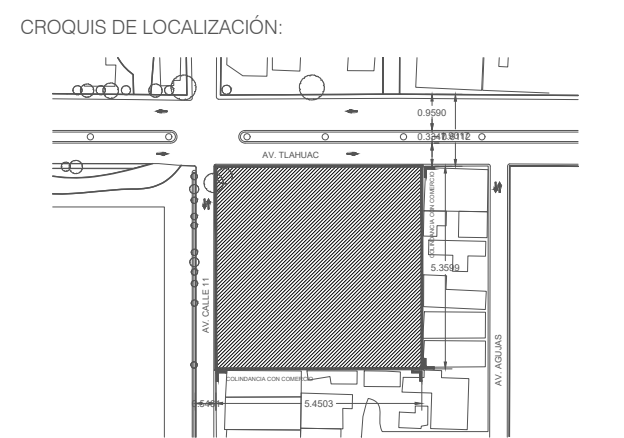 CROQUIS DE LOCALIZACIÓN:
0.9590
AV. TLAHUAC
COLINDANCIA CON COMERCIO
5.3599
AV. CALLE 11
AV. AGUJAS
COLINDANCIA CON COMERCIO
5.4503